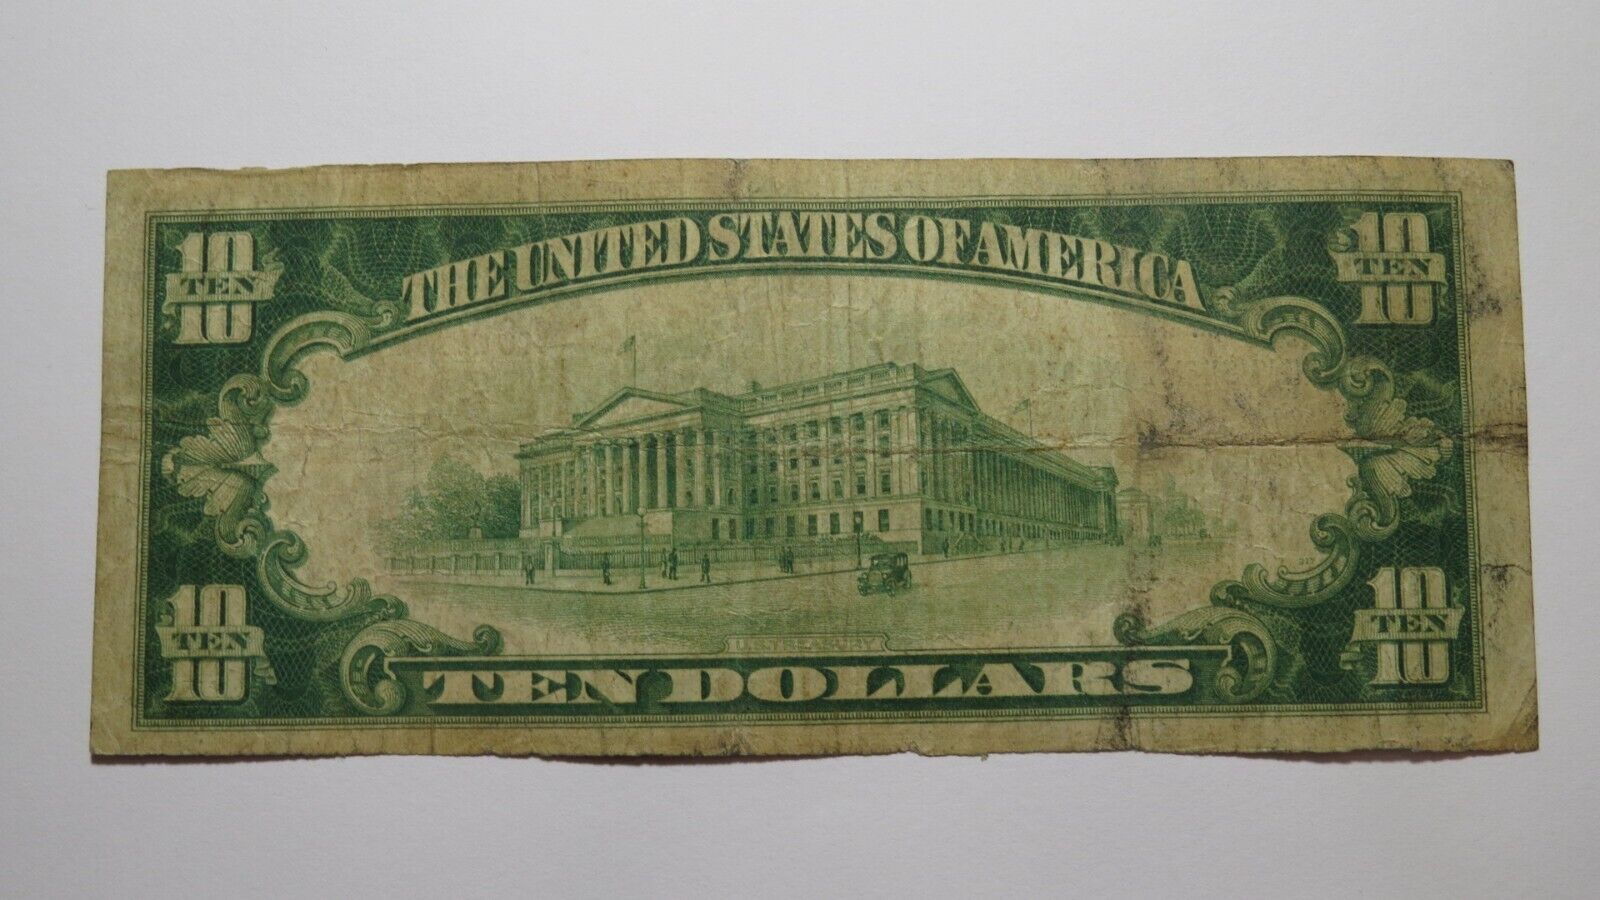 10 TEN 10
THE UNITED STATES OF AMERICA
10 TEN 10
U.S. TREASURY
10 TEN 10
TEN DOLLARS
10 TEN 10